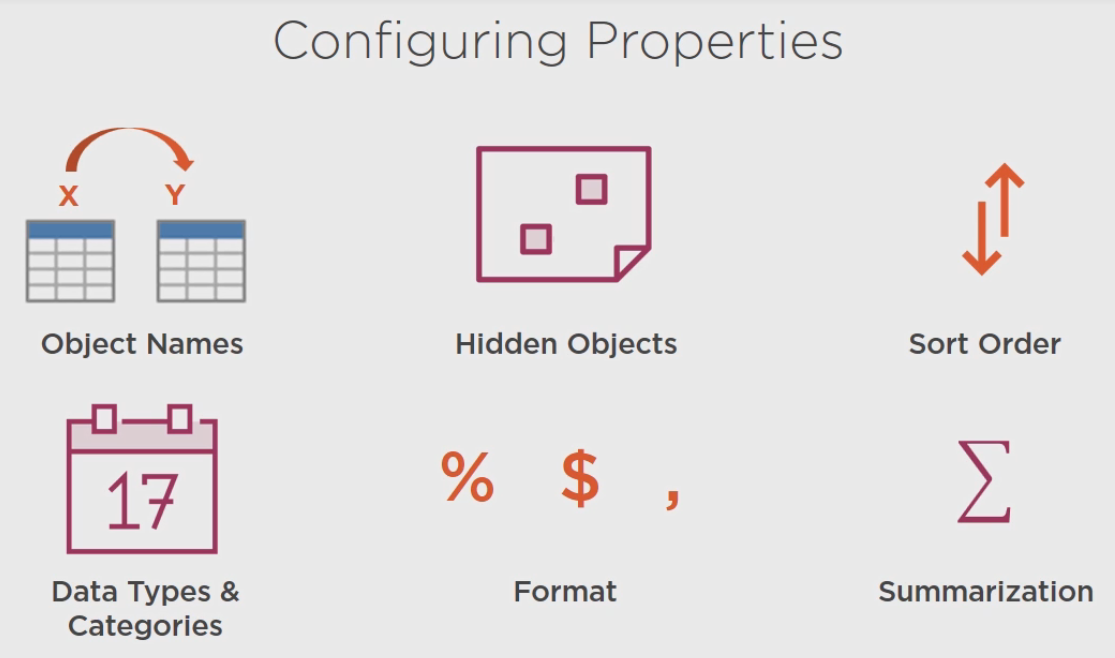 Configuring Properties
X Y
Object Names
Hidden Objects
Sort Order
17
Data Types &
Categories
% $ ,
Format
Σ
Summarization